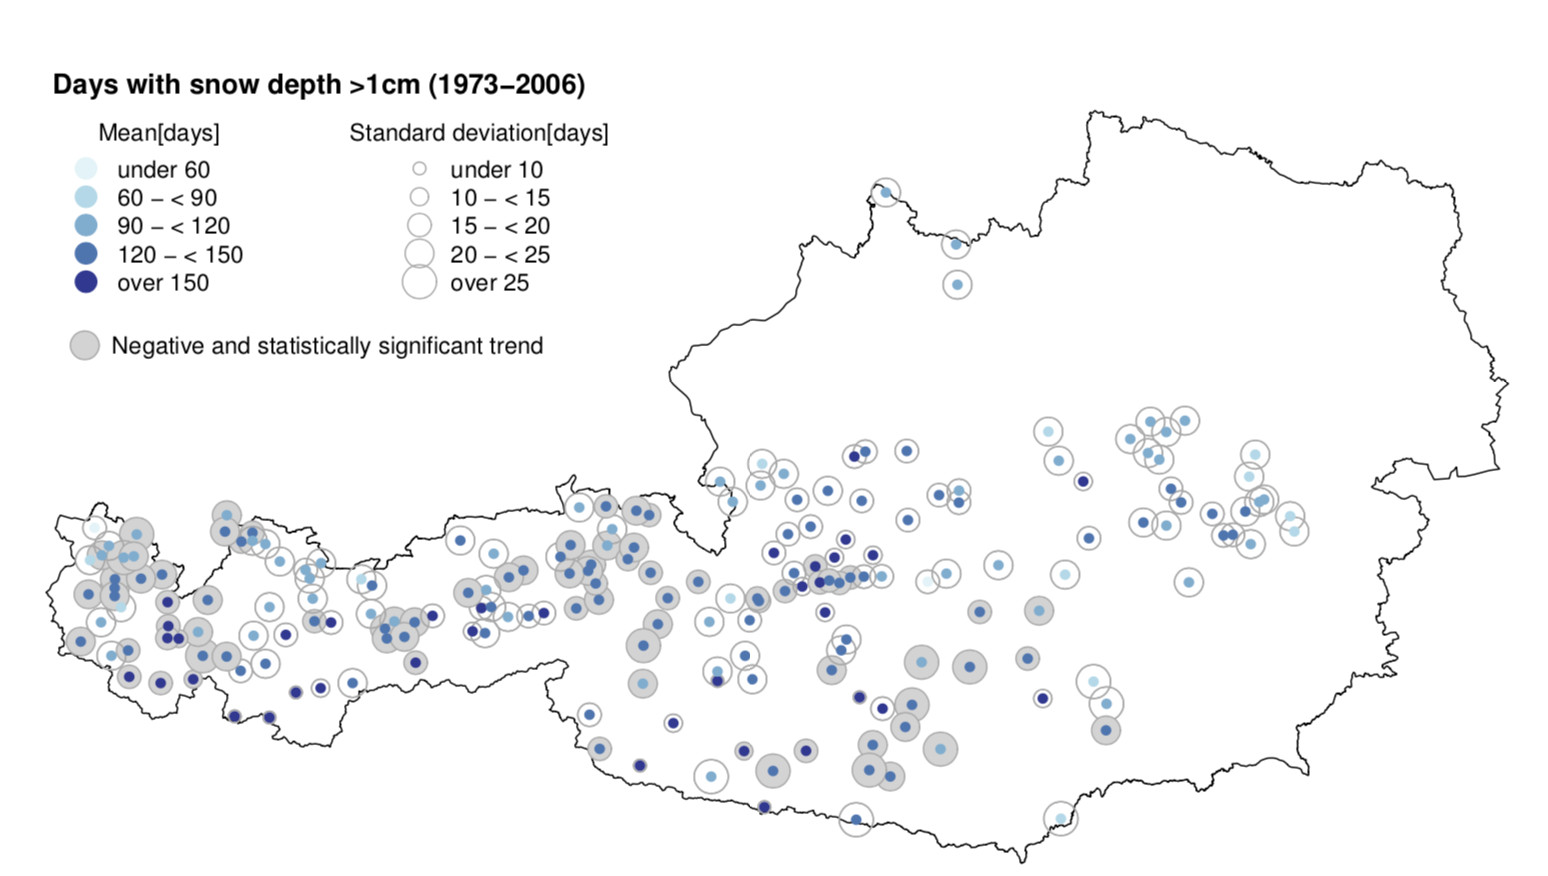 Days with snow depth >1cm (1973–2006)
Mean[days]
under 60
60 – < 90
90 – < 120
120 – < 150
over 150
Standard deviation[days]
under 10
10 – < 15
15 – < 20
20 – < 25
over 25
Negative and statistically significant trend